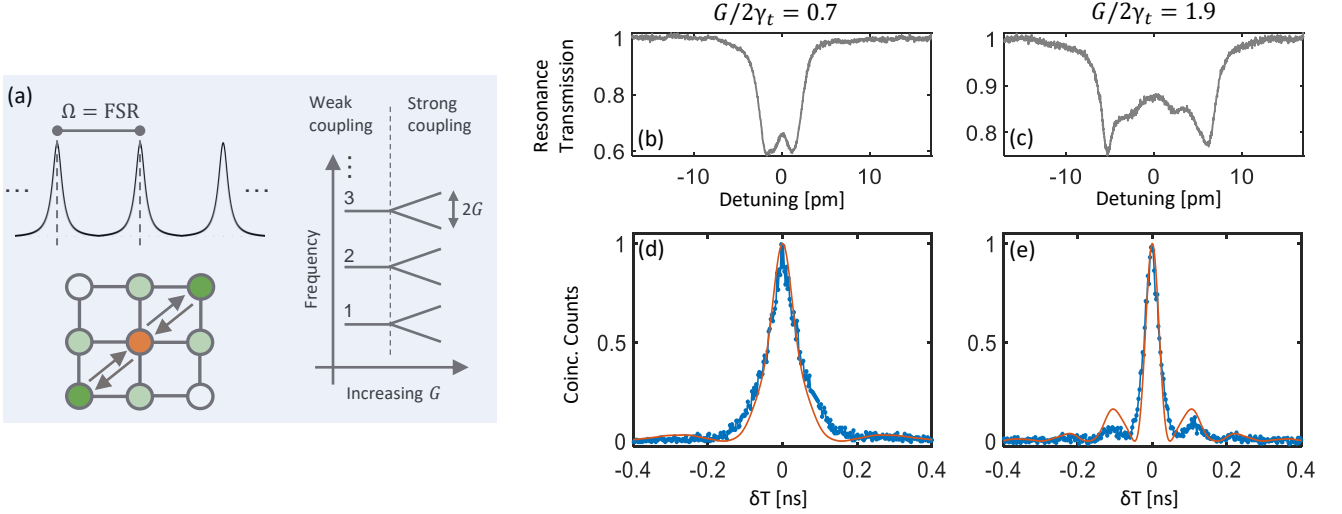 (a)
Ω = FSR
...
...
Weak coupling
Strong coupling
Frequency
...
3
2
1
2G
Increasing G
G/2γt = 0.7
Resonance Transmission
1
0.8
0.6
(b)
-10
0
10
Detuning [pm]
G/2γt = 1.9
1
0.9
0.8
(c)
-10
0
10
Detuning [pm]
Coinc. Counts
1
0.5
0
(d)
-0.4
-0.2
0
0.2
0.4
δT [ns]
1
0.5
0
(e)
-0.4
-0.2
0
0.2
0.4
δT [ns]